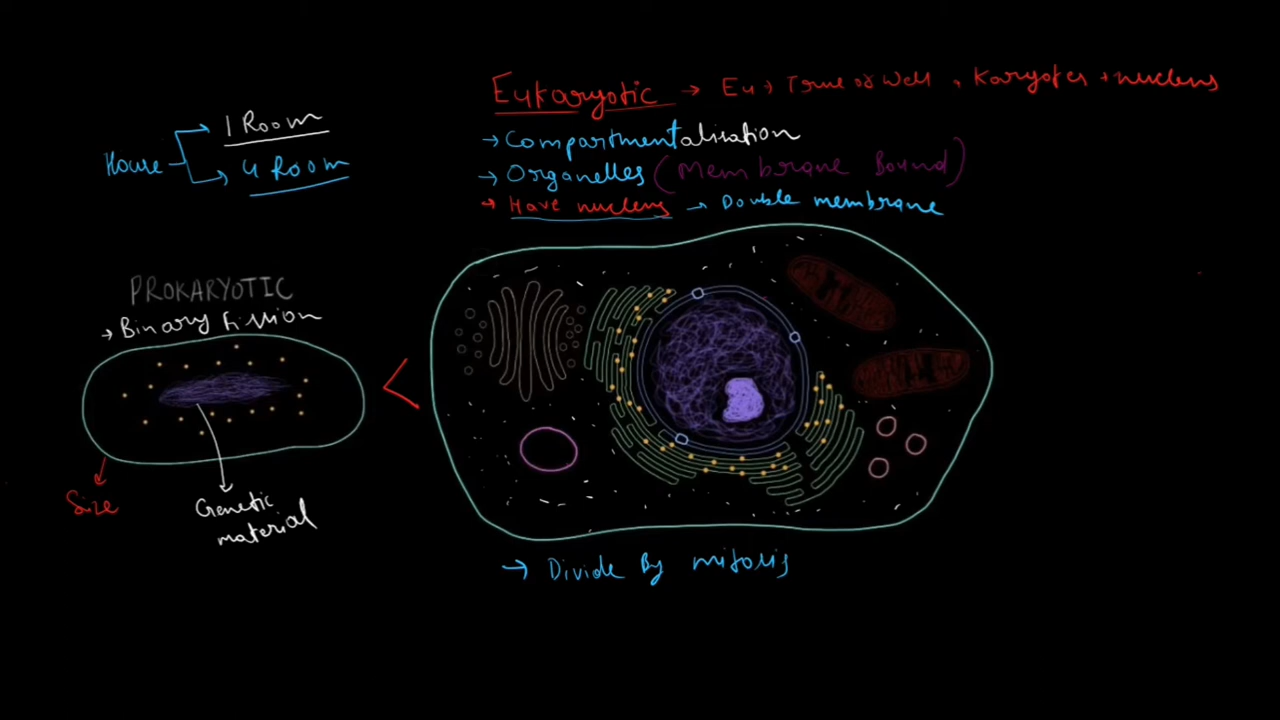 House
1 Room
4 Room
Eukaryotic → Eu → True or Well , Karyotes → nucleus
→ Compartmentalisation
→ Organelles (Membrane Bound)
→ Have nucleus → Double membrane
PROKARYOTIC
→ Binary Fission
Size
Genetic
material
→ Divide By mitosis